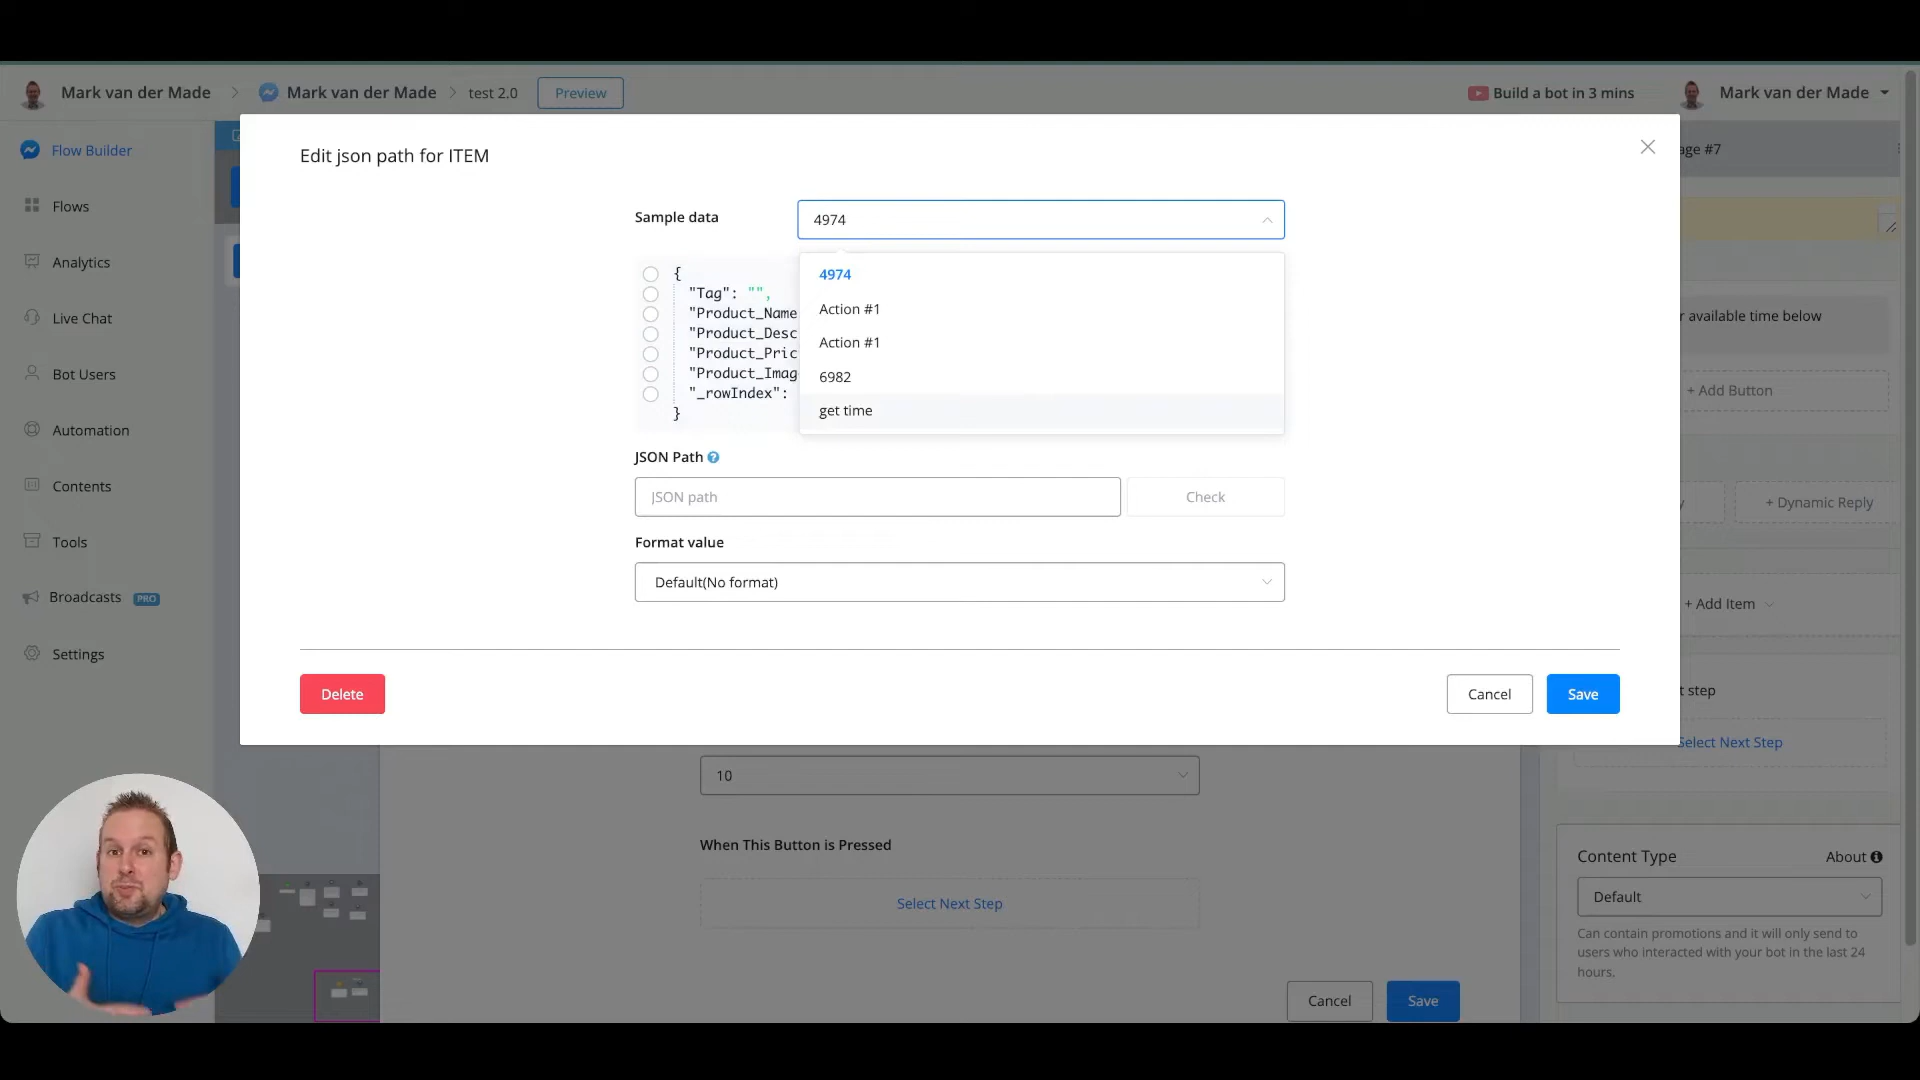 Mark van der Made > Mark van der Made > test 2.0 Preview
Build a bot in 3 mins Mark van der Made
Flow Builder
Flows
Analytics
Live Chat
Bot Users
Automation
Contents
Tools
Broadcasts PRO
Settings
Edit json path for ITEM
Sample data 4974
4974
Action #1
Action #1
6982
get time
{
"Tag": "",
"Product_Name
"Product_Desc
"Product_Pric
"Product_Imag
"_rowIndex":
}
JSON Path ?
JSON path Check
Format value
Default(No format)
Delete Cancel Save
10
When This Button is Pressed
Select Next Step
Cancel Save
age #7
r available time below
+ Add Button
y + Dynamic Reply
+ Add Item
t step
Select Next Step
Content Type About
Default
Can contain promotions and it will only send to
users who interacted with your bot in the last 24
hours.